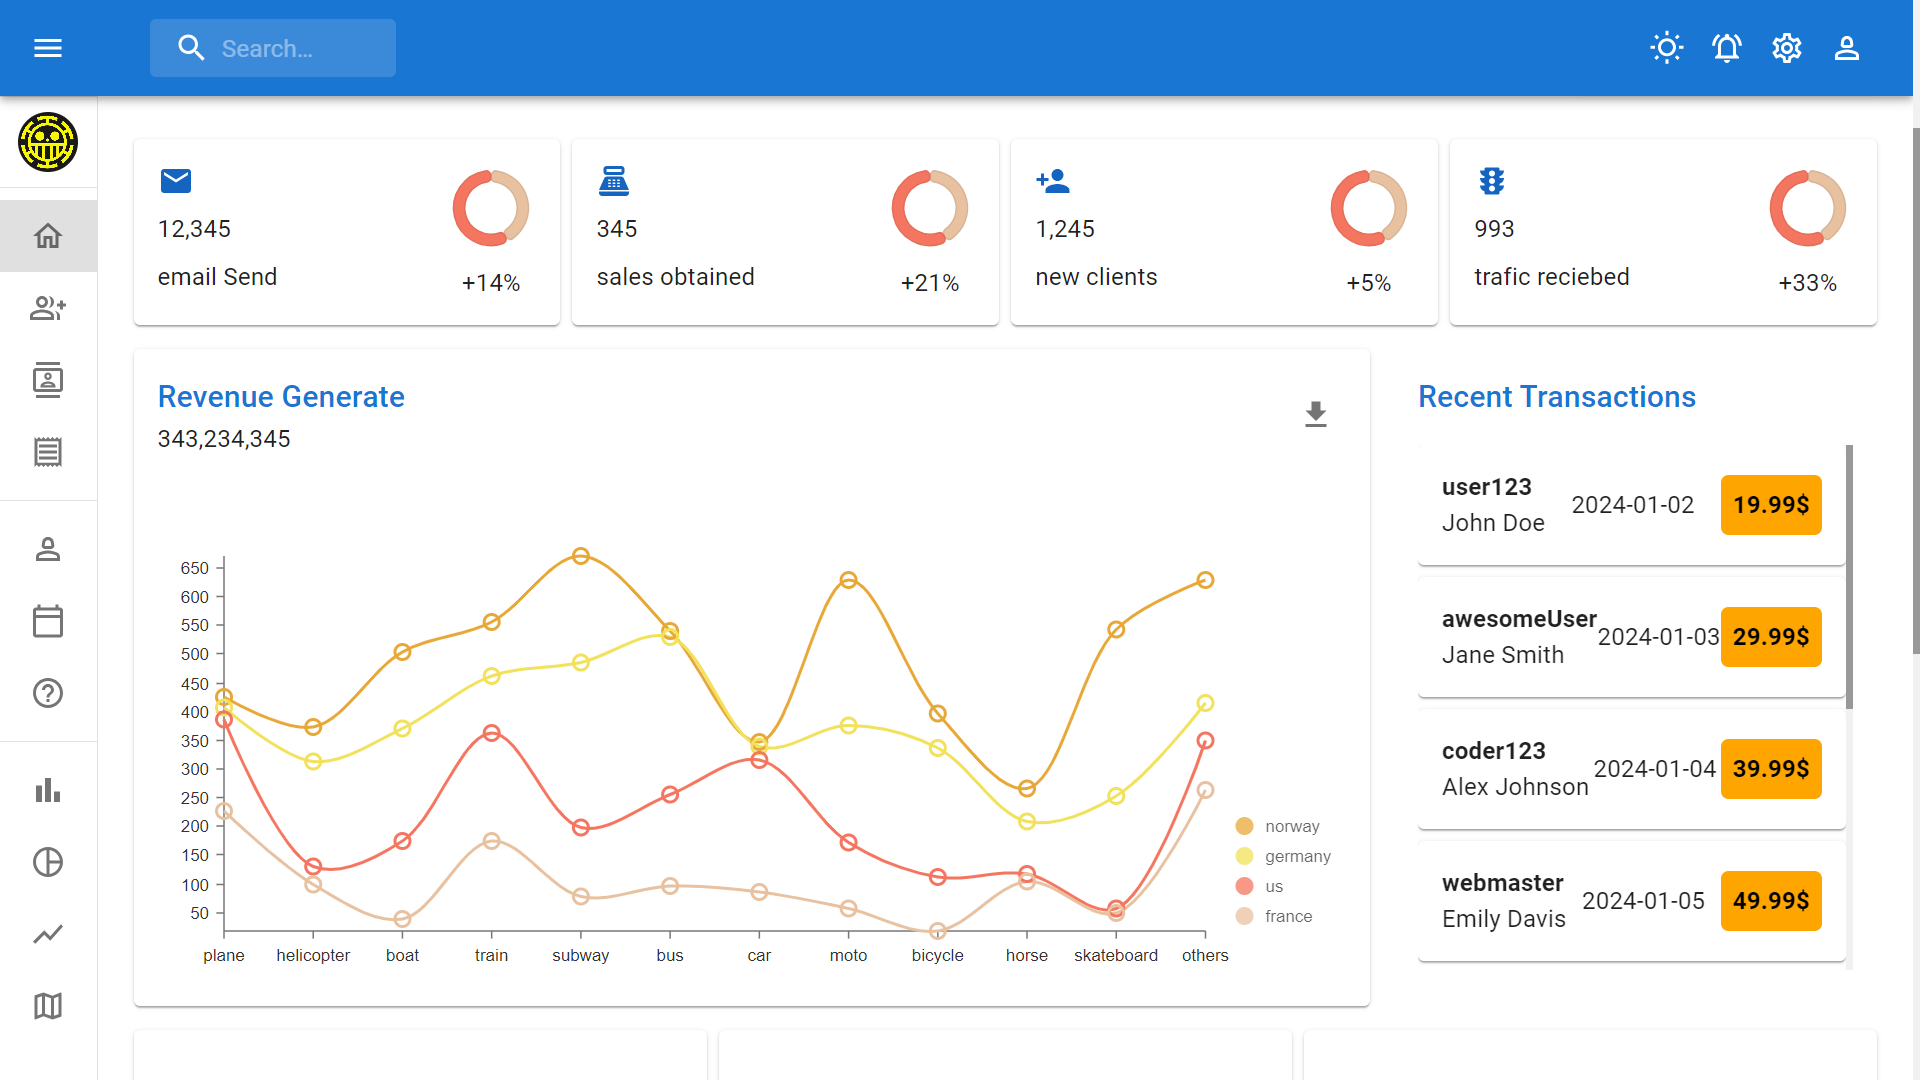 Search…
12,345
email Send
+14%
345
sales obtained
+21%
1,245
new clients
+5%
993
trafic reciebed
+33%
Revenue Generate
343,234,345
650
600
550
500
450
400
350
300
250
200
150
100
50
plane helicopter boat train subway bus car moto bicycle horse skateboard others
norway
germany
us
france
Recent Transactions
user123
John Doe
2024-01-02
19.99$
awesomeUser
Jane Smith
2024-01-03
29.99$
coder123
Alex Johnson
2024-01-04
39.99$
webmaster
Emily Davis
2024-01-05
49.99$